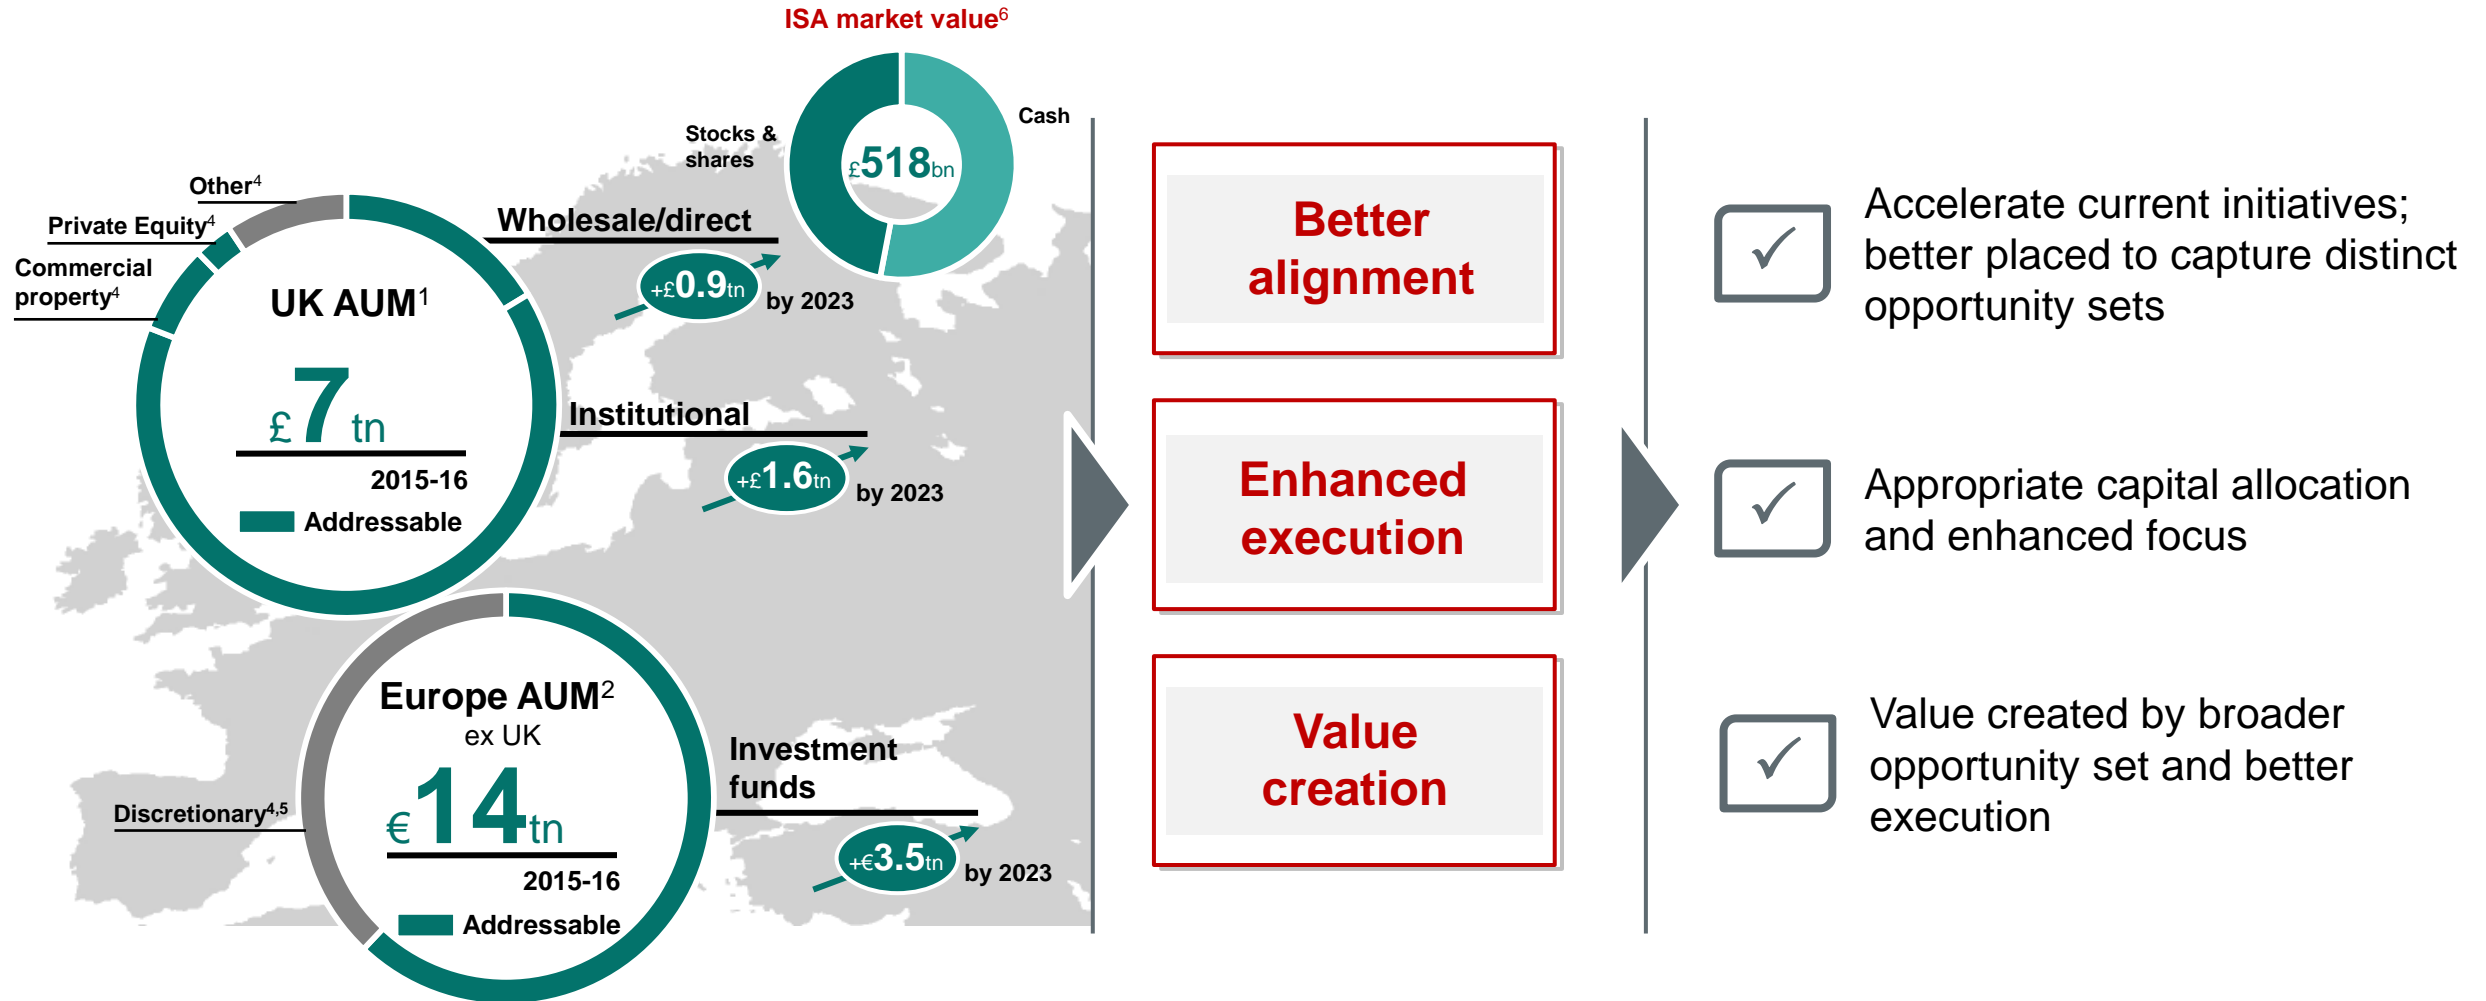 ISA market value6
Cash
Stocks &
shares
£518bn
Other4
Private Equity4
Commercial
property4
Wholesale/direct
+£0.9tn
by 2023
UK AUM1
£7 tn
2015-16
Addressable
Institutional
+£1.6tn
by 2023
Europe AUM2
ex UK
€14tn
2015-16
Addressable
Discretionary4,5
Investment
funds
+€3.5tn
by 2023
Better
alignment
Enhanced
execution
Value
creation
Accelerate current initiatives;
better placed to capture distinct
opportunity sets
Appropriate capital allocation
and enhanced focus
Value created by broader
opportunity set and better
execution